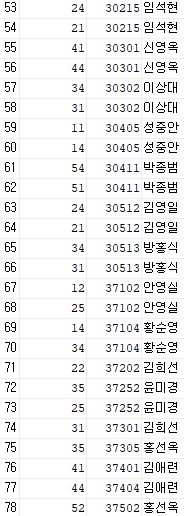 53 24 30215 임석현
54 21 30215 임석현
55 41 30301 신영옥
56 44 30301 신영옥
57 34 30302 이상대
58 31 30302 이상대
59 11 30405 성중안
60 14 30405 성중안
61 54 30411 박종범
62 51 30411 박종범
63 24 30512 김영일
64 21 30512 김영일
65 34 30513 방홍식
66 31 30513 방홍식
67 12 37102 안영실
68 25 37102 안영실
69 14 37104 황순영
70 34 37104 황순영
71 22 37202 김희선
72 35 37252 윤미경
73 25 37252 윤미경
74 31 37301 김희선
75 35 37305 홍선옥
76 41 37401 김애련
77 44 37404 김애련
78 52 37502 홍선옥